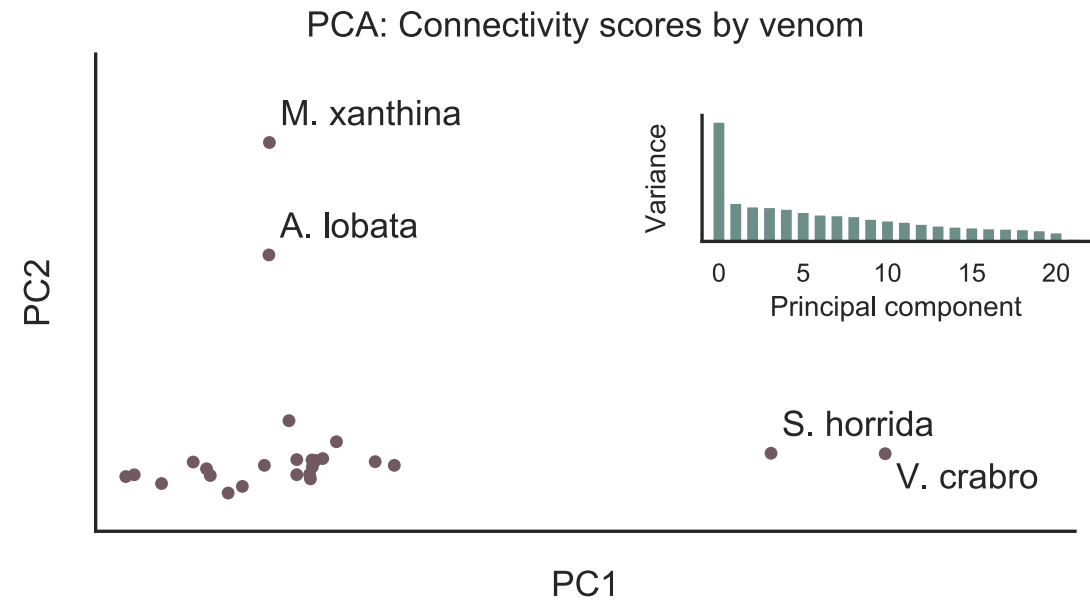 PCA: Connectivity scores by venom
M. xanthina
A. lobata
PC2
Variance
0 5 10 15 20
Principal component
S. horrida
V. crabro
PC1